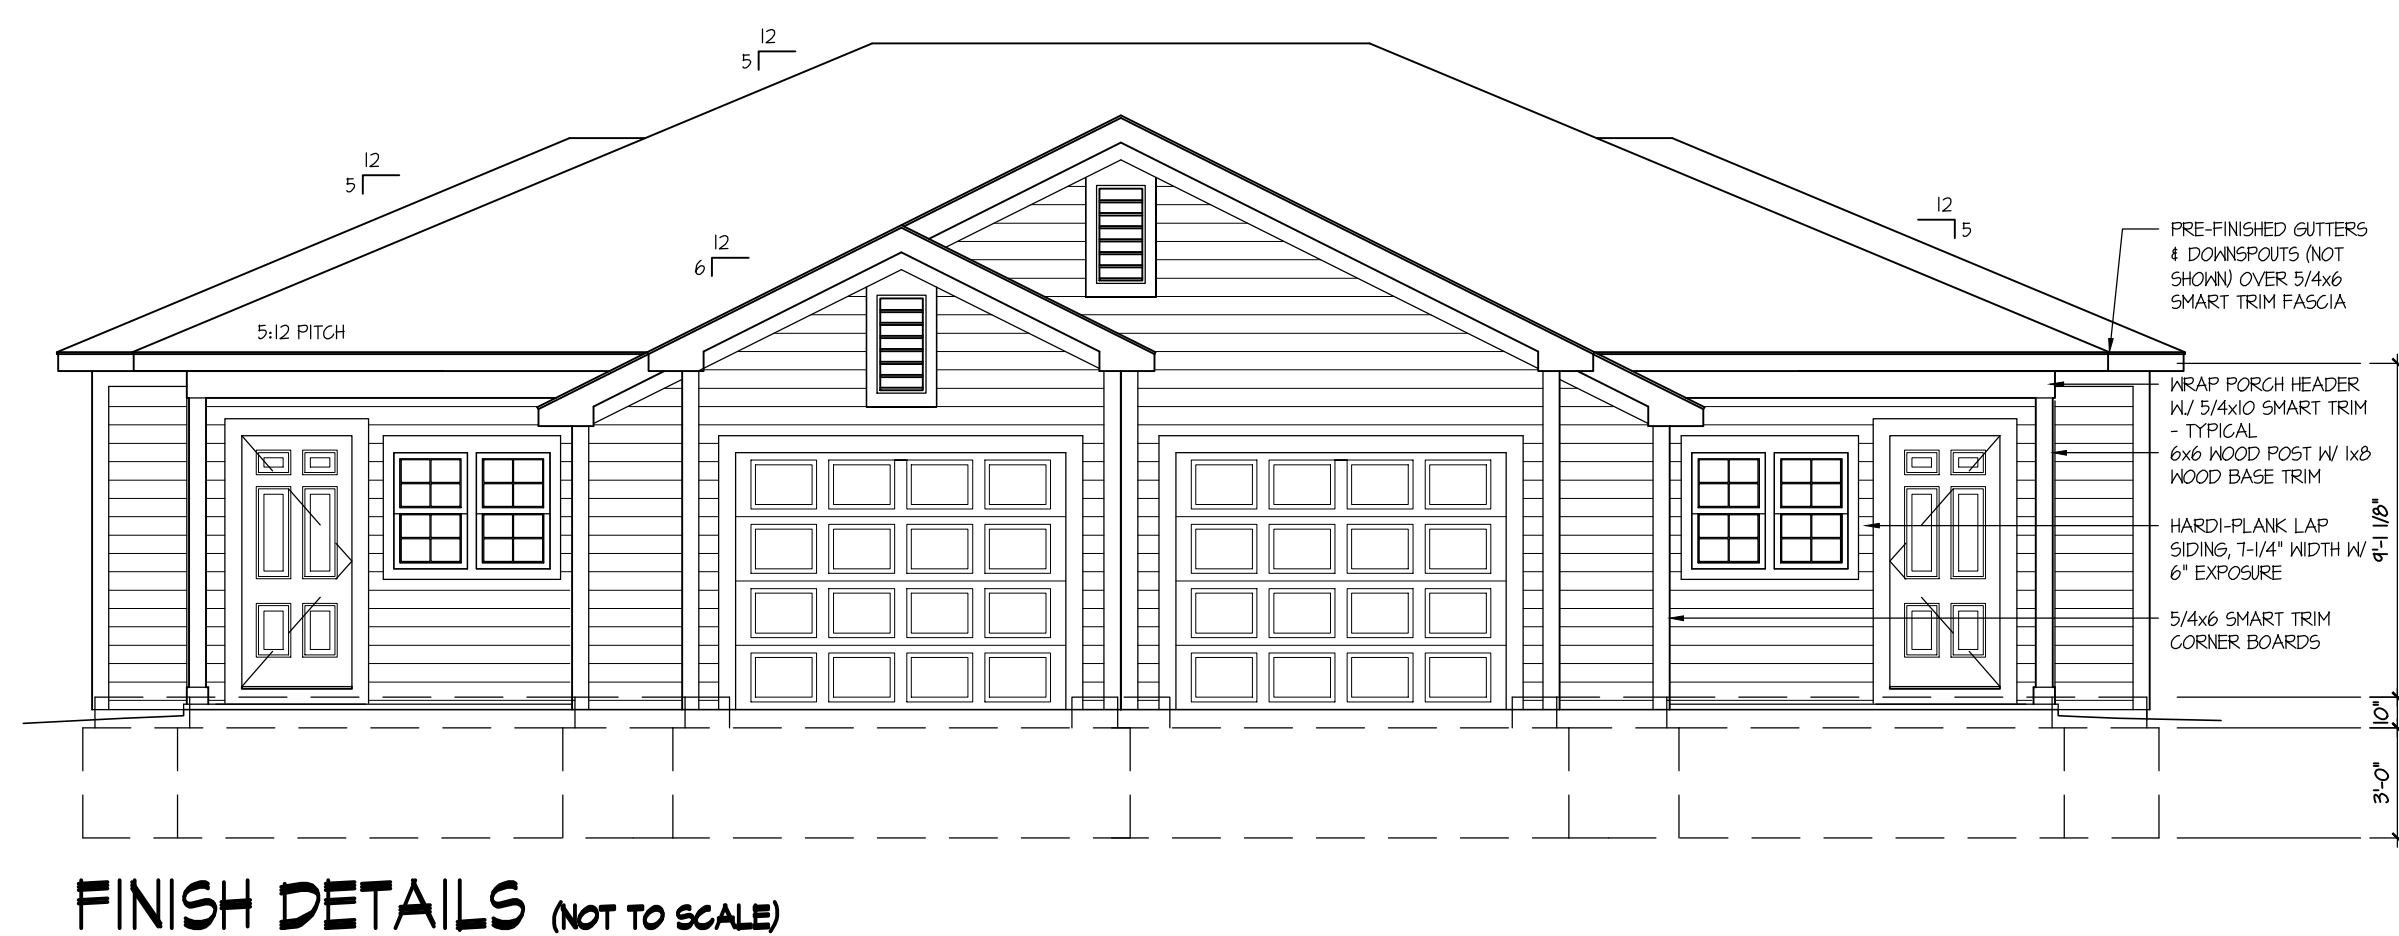 12
5
12
5
12
6
12
5
5:12 PITCH
PRE-FINISHED GUTTERS
& DOWNSPOUTS (NOT
SHOWN) OVER 5/4x6
SMART TRIM FASCIA
WRAP PORCH HEADER
W./ 5/4x10 SMART TRIM
- TYPICAL
6x6 WOOD POST W/ 1x8
WOOD BASE TRIM
HARDI-PLANK LAP
SIDING, 7-1/4" WIDTH W/
6" EXPOSURE
5/4x6 SMART TRIM
CORNER BOARDS
9'-1 1/8"
10"
3'-0"
FINISH DETAILS (NOT TO SCALE)